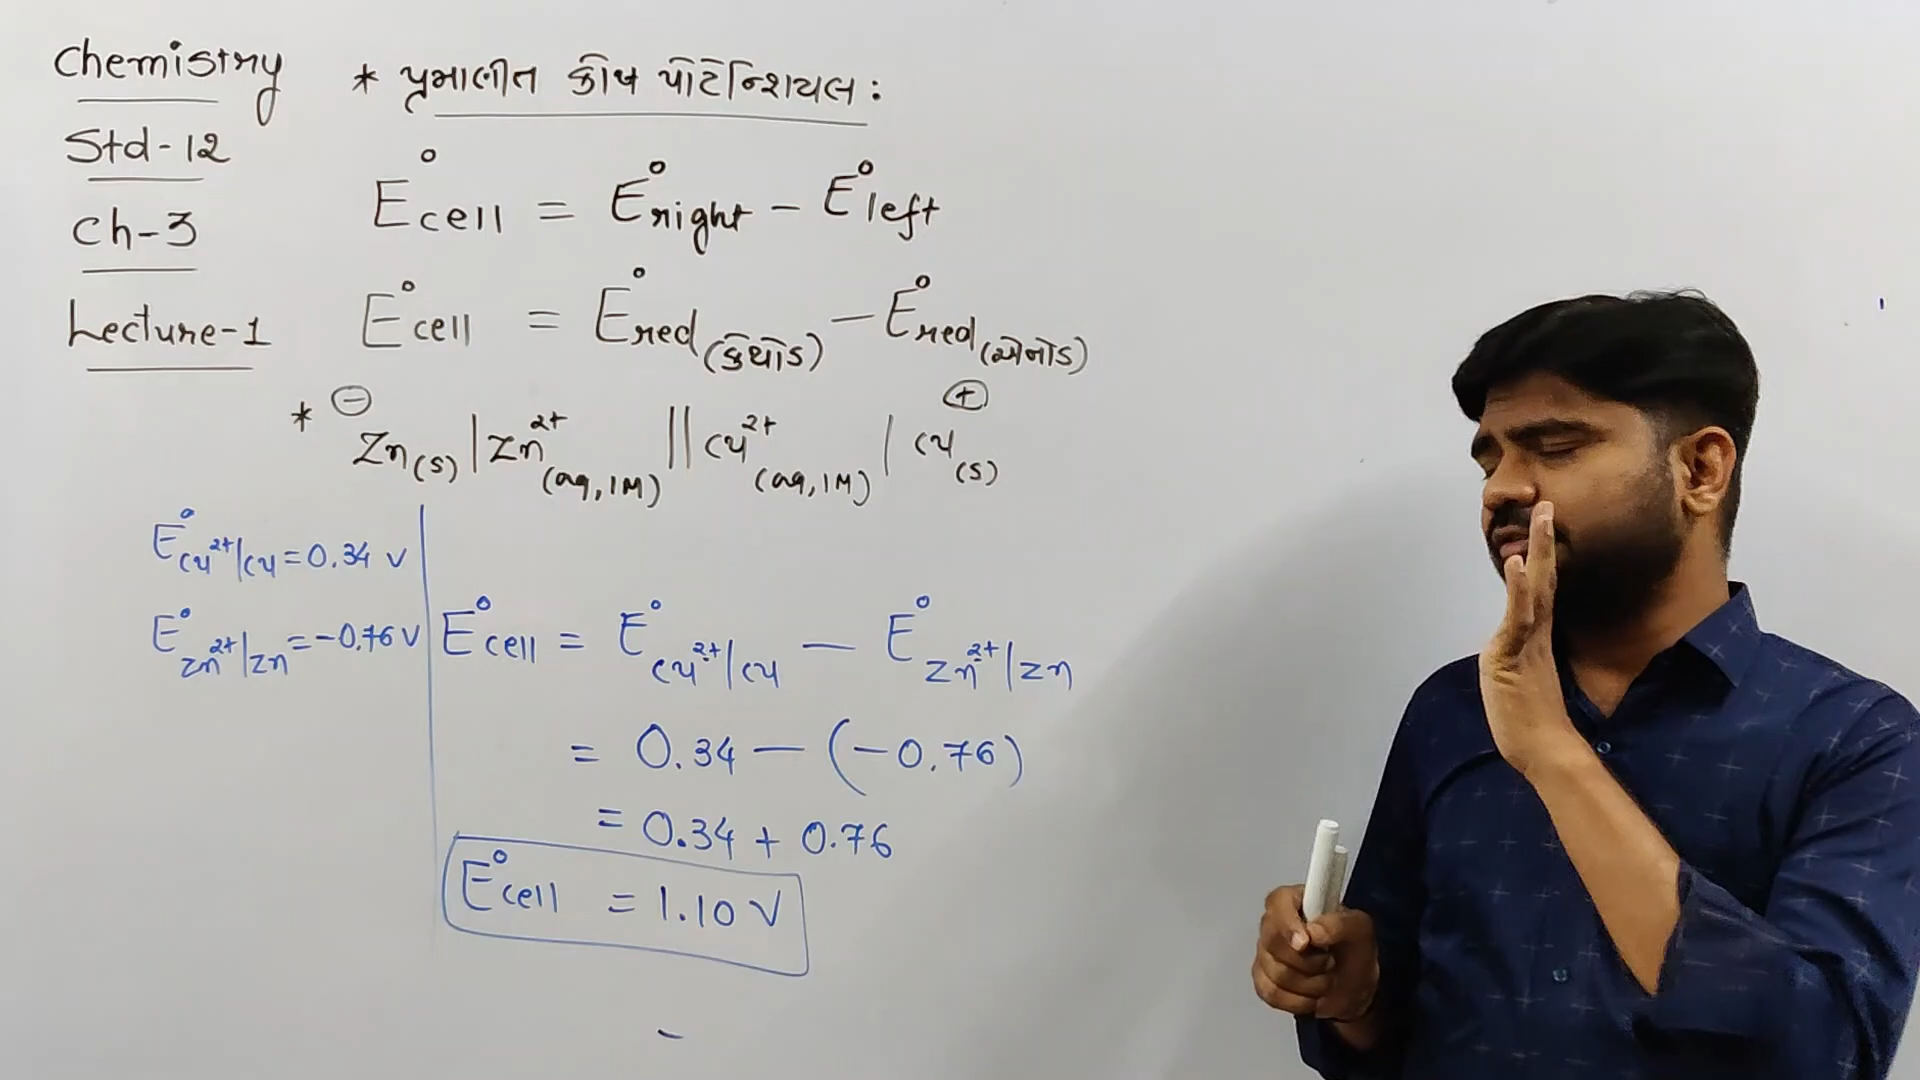 Chemistry
Std-12
Ch-3
Lecture-1
* પ્રમાણીત કોષ પોટેન્શિયલ :
E°cell = E°right - E°left
E°cell = E°red(કેથોડ) - E°red(એનોડ)
* ⊖ Zn(s) | Zn²⁺(aq, 1M) || Cu²⁺(aq, 1M) | Cu(s) ⊕
E°Cu²⁺|Cu = 0.34 V
E°Zn²⁺|Zn = -0.76 V
E°cell = E°Cu²⁺|Cu - E°Zn²⁺|Zn
= 0.34 - (-0.76)
= 0.34 + 0.76
E°cell = 1.10 V